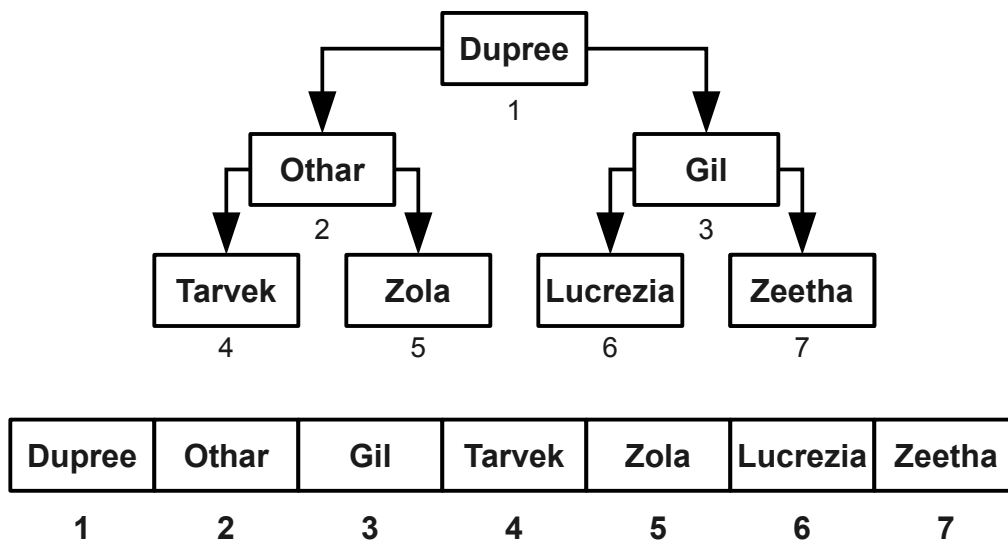 Dupree
1
Othar Gil
2 3
Tarvek Zola Lucrezia Zeetha
4 5 6 7
Dupree Othar Gil Tarvek Zola Lucrezia Zeetha
1 2 3 4 5 6 7